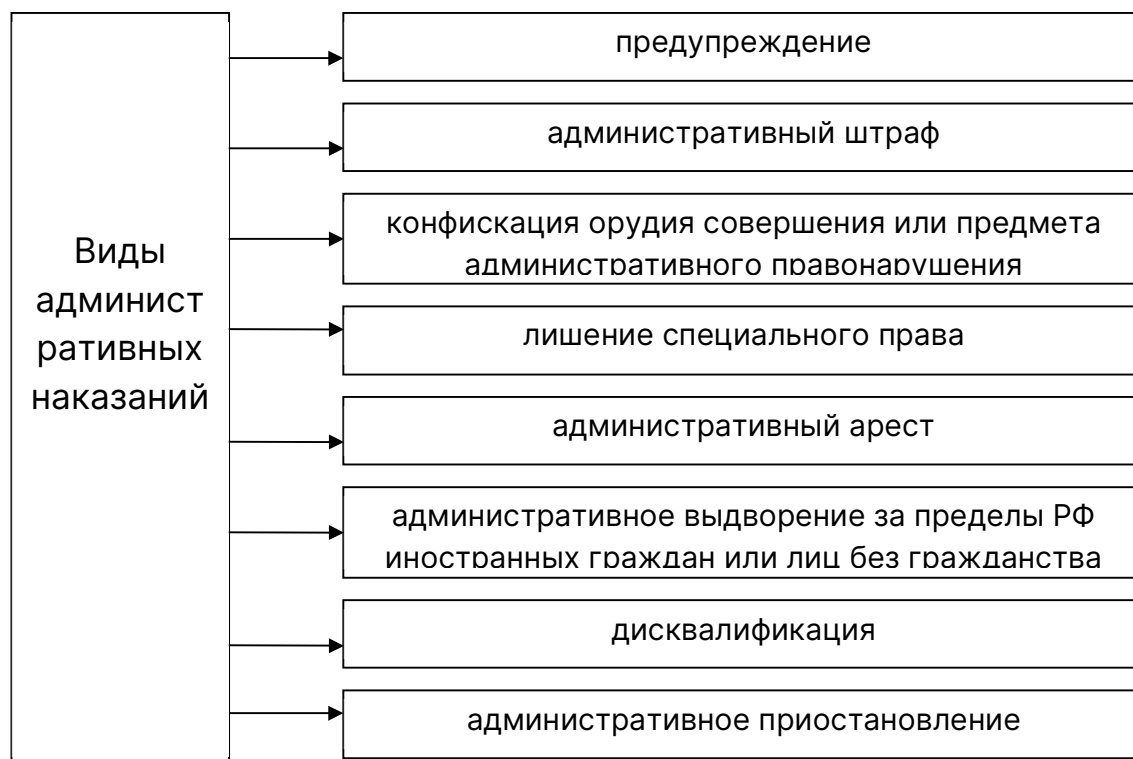 Виды
админист
ративных
наказаний
предупреждение
административный штраф
конфискация орудия совершения или предмета
административного правонарушения
лишение специального права
административный арест
административное выдворение за пределы РФ
иностранных граждан или лиц без гражданства
дисквалификация
административное приостановление